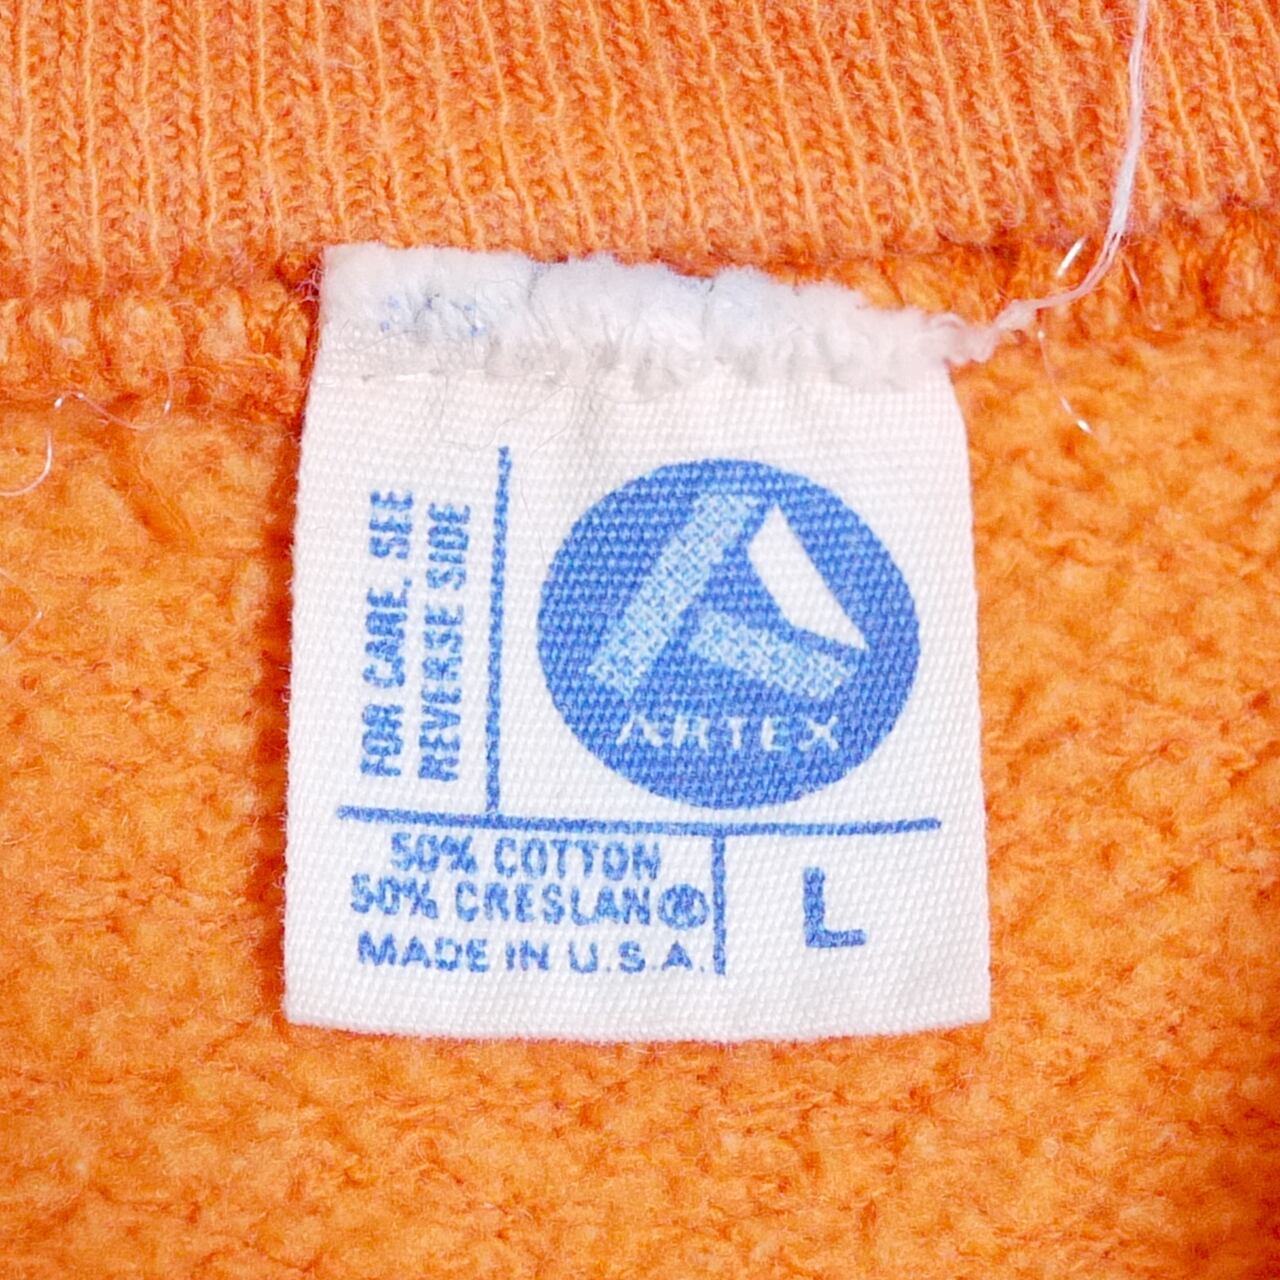 FOR CARE, SEE
REVERSE SIDE
ARTEX
50% COTTON
50% CRESLAN®
MADE IN U.S.A.
L